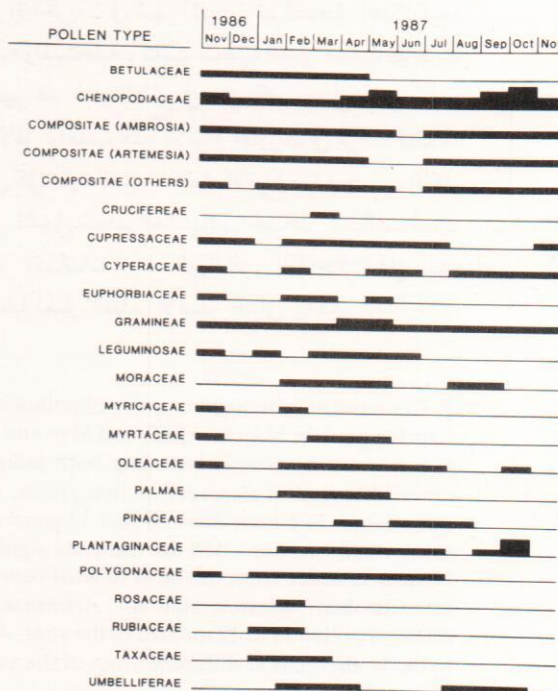 1986 1987
POLLEN TYPE Nov Dec Jan Feb Mar Apr May Jun Jul Aug Sep Oct No
BETULACEAE
CHENOPODIACEAE
COMPOSITAE (AMBROSIA)
COMPOSITAE (ARTEMESIA)
COMPOSITAE (OTHERS)
CRUCIFEREAE
CUPRESSACEAE
CYPERACEAE
EUPHORBIACEAE
GRAMINEAE
LEGUMINOSAE
MORACEAE
MYRICACEAE
MYRTACEAE
OLEACEAE
PALMAE
PINACEAE
PLANTAGINACEAE
POLYGONACEAE
ROSACEAE
RUBIACEAE
TAXACEAE
UMBELLIFERAE